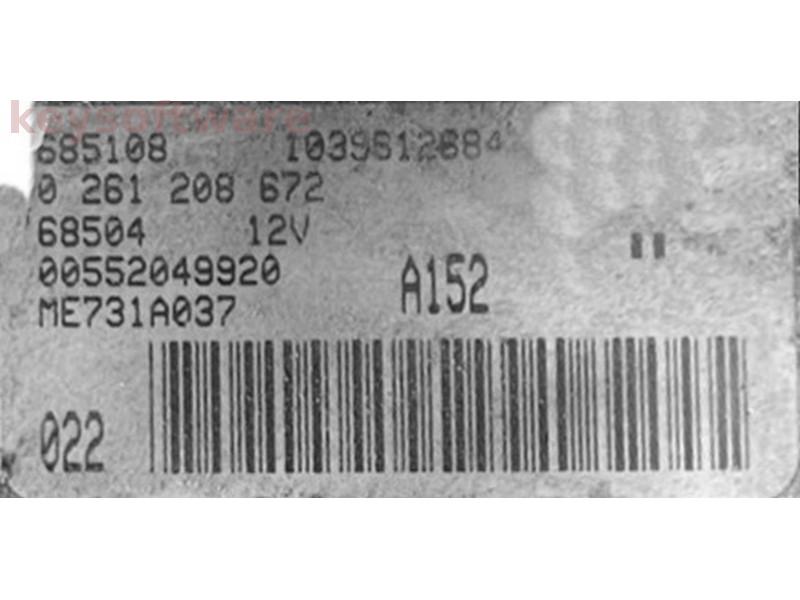 keysoftware
685108 1039S12684
0 261 208 672
68504 12V
00552049920
A152
ME731A037
022